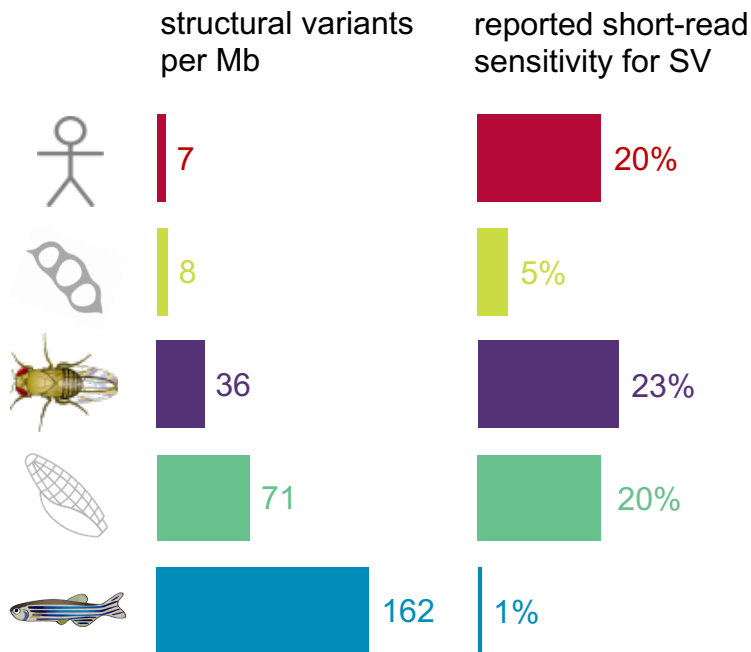 structural variants
per Mb
reported short-read
sensitivity for SV
7
20%
8
5%
36
23%
71
20%
162
1%